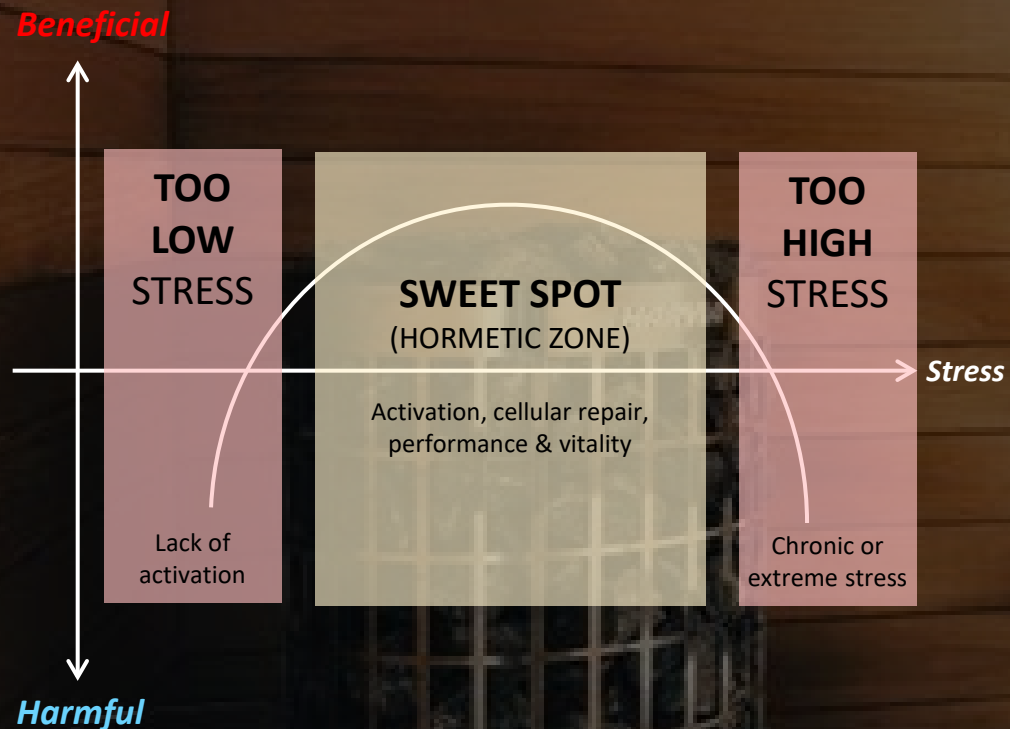 Beneficial
TOO
LOW
STRESS
Lack of
activation
SWEET SPOT
(HORMETIC ZONE)
Activation, cellular repair,
performance & vitality
TOO
HIGH
STRESS
Chronic or
extreme stress
Stress
Harmful